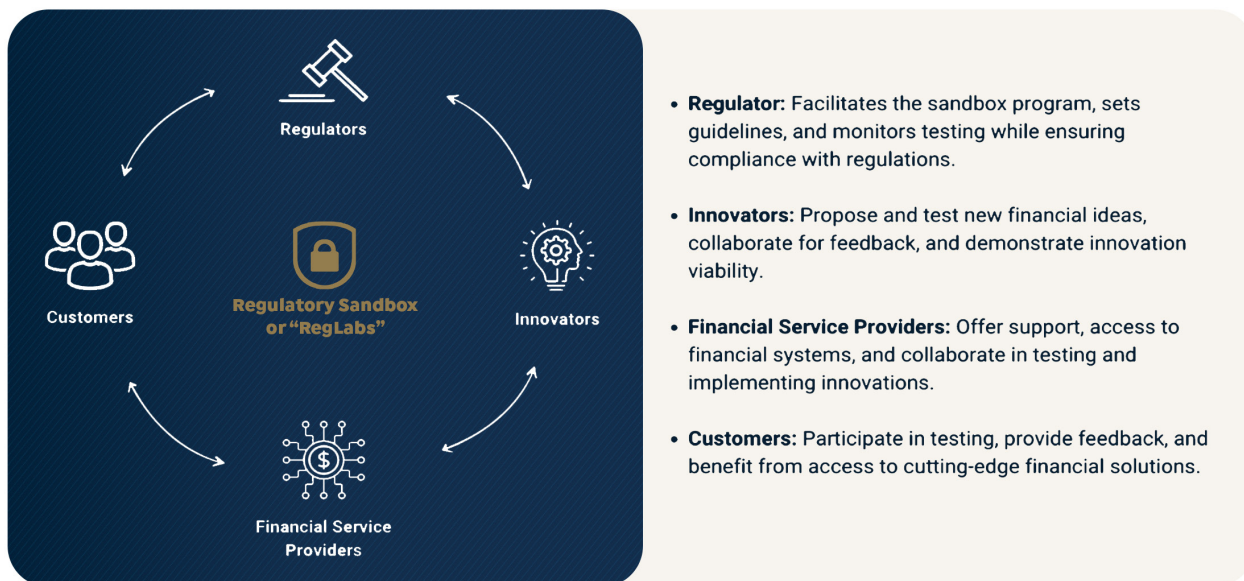 Regulators
Customers
Regulatory Sandbox
or “RegLabs”
Innovators
$
Financial Service
Providers
• Regulator: Facilitates the sandbox program, sets
guidelines, and monitors testing while ensuring
compliance with regulations.
• Innovators: Propose and test new financial ideas,
collaborate for feedback, and demonstrate innovation
viability.
• Financial Service Providers: Offer support, access to
financial systems, and collaborate in testing and
implementing innovations.
• Customers: Participate in testing, provide feedback, and
benefit from access to cutting-edge financial solutions.